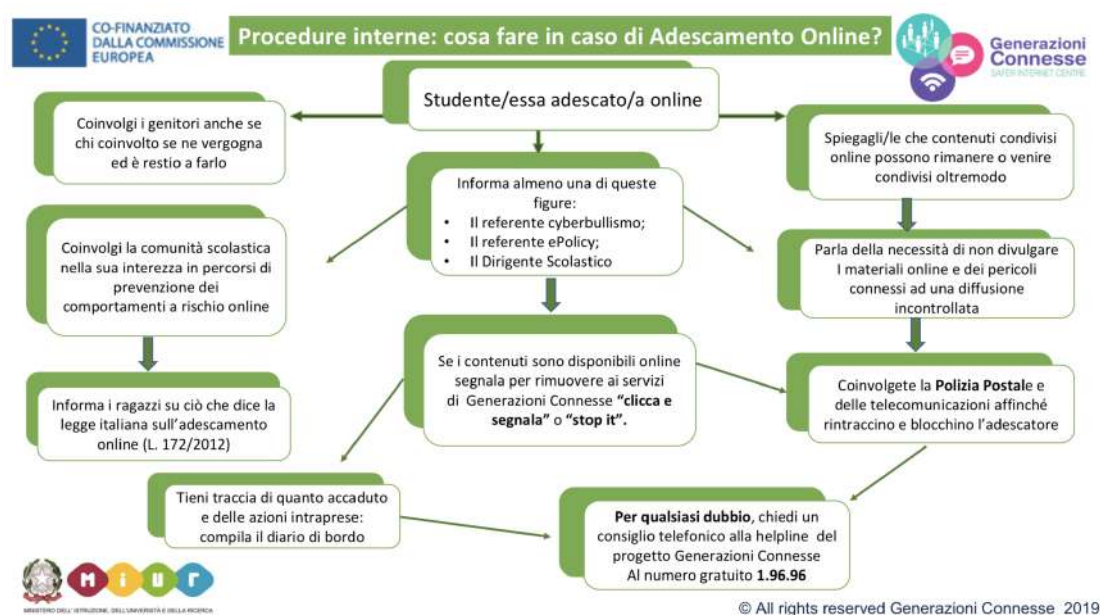 CO-FINANZIATO
DALLA COMMISSIONE
EUROPEA
Procedure interne: cosa fare in caso di Adescamento Online?
Generazioni
Connesse
SAFER INTERNET CENTRE
Studente/essa adescato/a online
Coinvolgi i genitori anche se
chi coinvolto se ne vergogna
ed è restio a farlo
Spiegagli/le che contenuti condivisi
online possono rimanere o venire
condivisi oltremodo
Informa almeno una di queste
figure:
• Il referente cyberbullismo;
• Il referente ePolicy;
• Il Dirigente Scolastico
Coinvolgi la comunità scolastica
nella sua interezza in percorsi di
prevenzione dei
comportamenti a rischio online
Parla della necessità di non divulgare
I materiali online e dei pericoli
connessi ad una diffusione
incontrollata
Se i contenuti sono disponibili online
segnala per rimuovere ai servizi
di Generazioni Connesse “clicca e
segnala” o “stop it”.
Informa i ragazzi su ciò che dice la
legge italiana sull’adescamento
online (L. 172/2012)
Coinvolgete la Polizia Postale e
delle telecomunicazioni affinché
rintraccino e blocchino l’adescatore
Tieni traccia di quanto accaduto
e delle azioni intraprese:
compila il diario di bordo
Per qualsiasi dubbio, chiedi un
consiglio telefonico alla helpline del
progetto Generazioni Connesse
Al numero gratuito 1.96.96
MIUR
MINISTERO DELL’ISTRUZIONE, DELL’UNIVERSITÀ E DELLA RICERCA
© All rights reserved Generazioni Connesse 2019